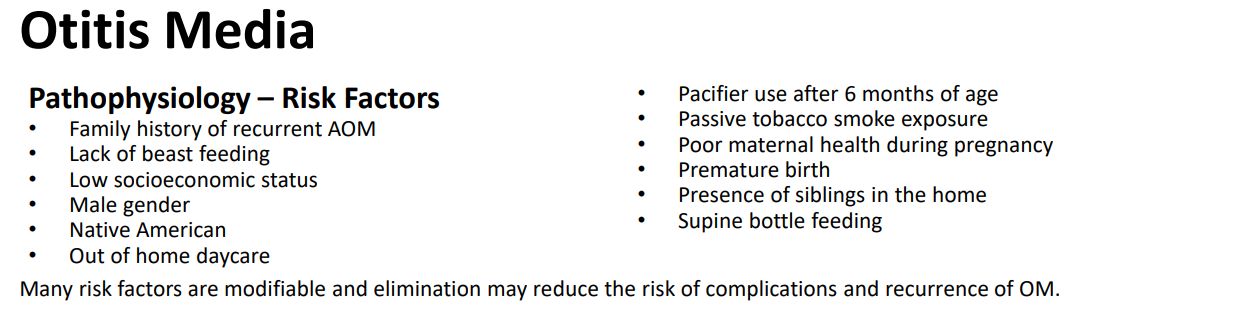 Otitis Media
Pathophysiology – Risk Factors
• Family history of recurrent AOM
• Lack of beast feeding
• Low socioeconomic status
• Male gender
• Native American
• Out of home daycare
• Pacifier use after 6 months of age
• Passive tobacco smoke exposure
• Poor maternal health during pregnancy
• Premature birth
• Presence of siblings in the home
• Supine bottle feeding
Many risk factors are modifiable and elimination may reduce the risk of complications and recurrence of OM.